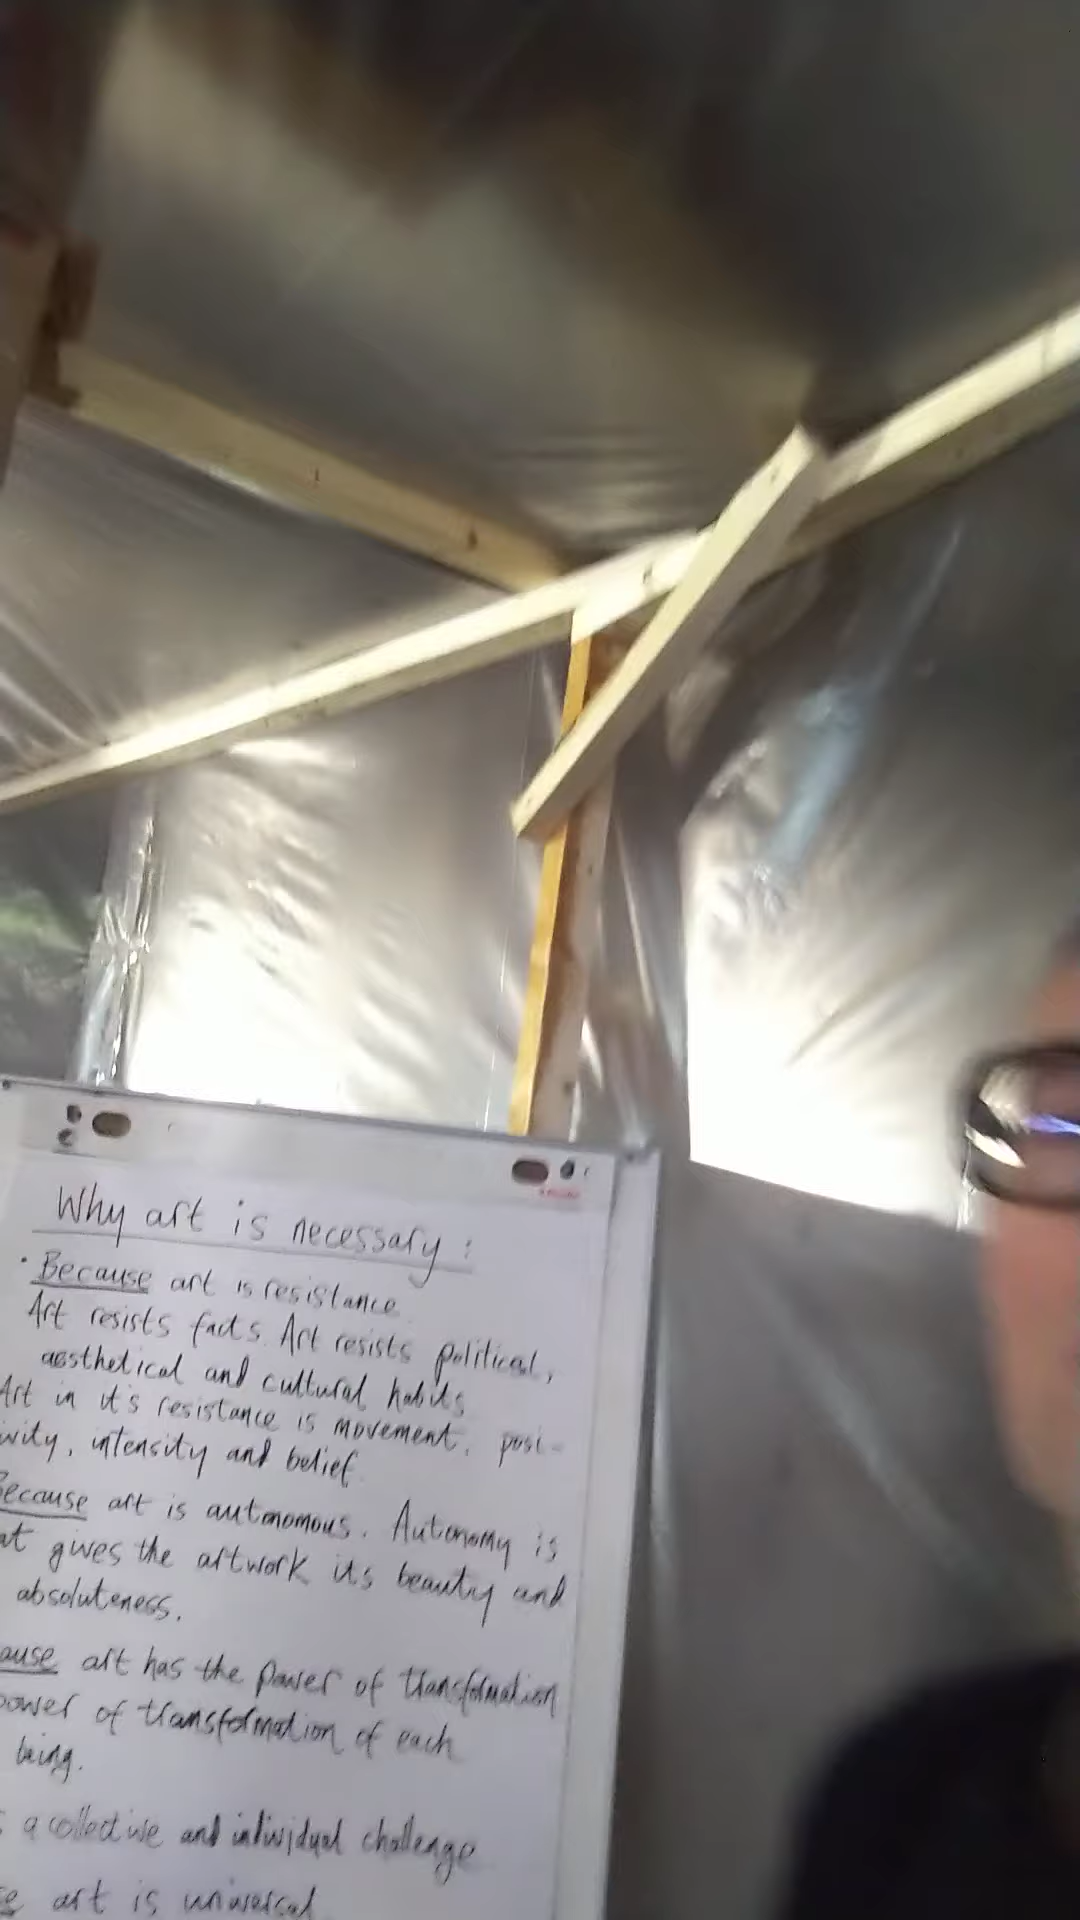 Why art is necessary:
· Because art is resistance.
Art resists facts. Art resists political,
aesthetical and cultural habits
Art in it's resistance is movement, posi-
ivity, intensity and belief.
Because art is autonomous. Autonomy is
at gives the artwork its beauty and
absoluteness.
ause art has the power of transformation
power of transformation of each
being.
a collective and individual challenge
art is universal